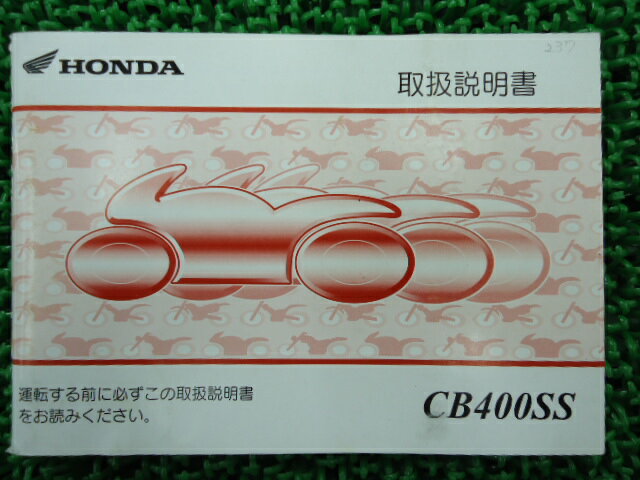 237
HONDA
取扱説明書
運転する前に必ずこの取扱説明書
をお読みください。
CB400SS